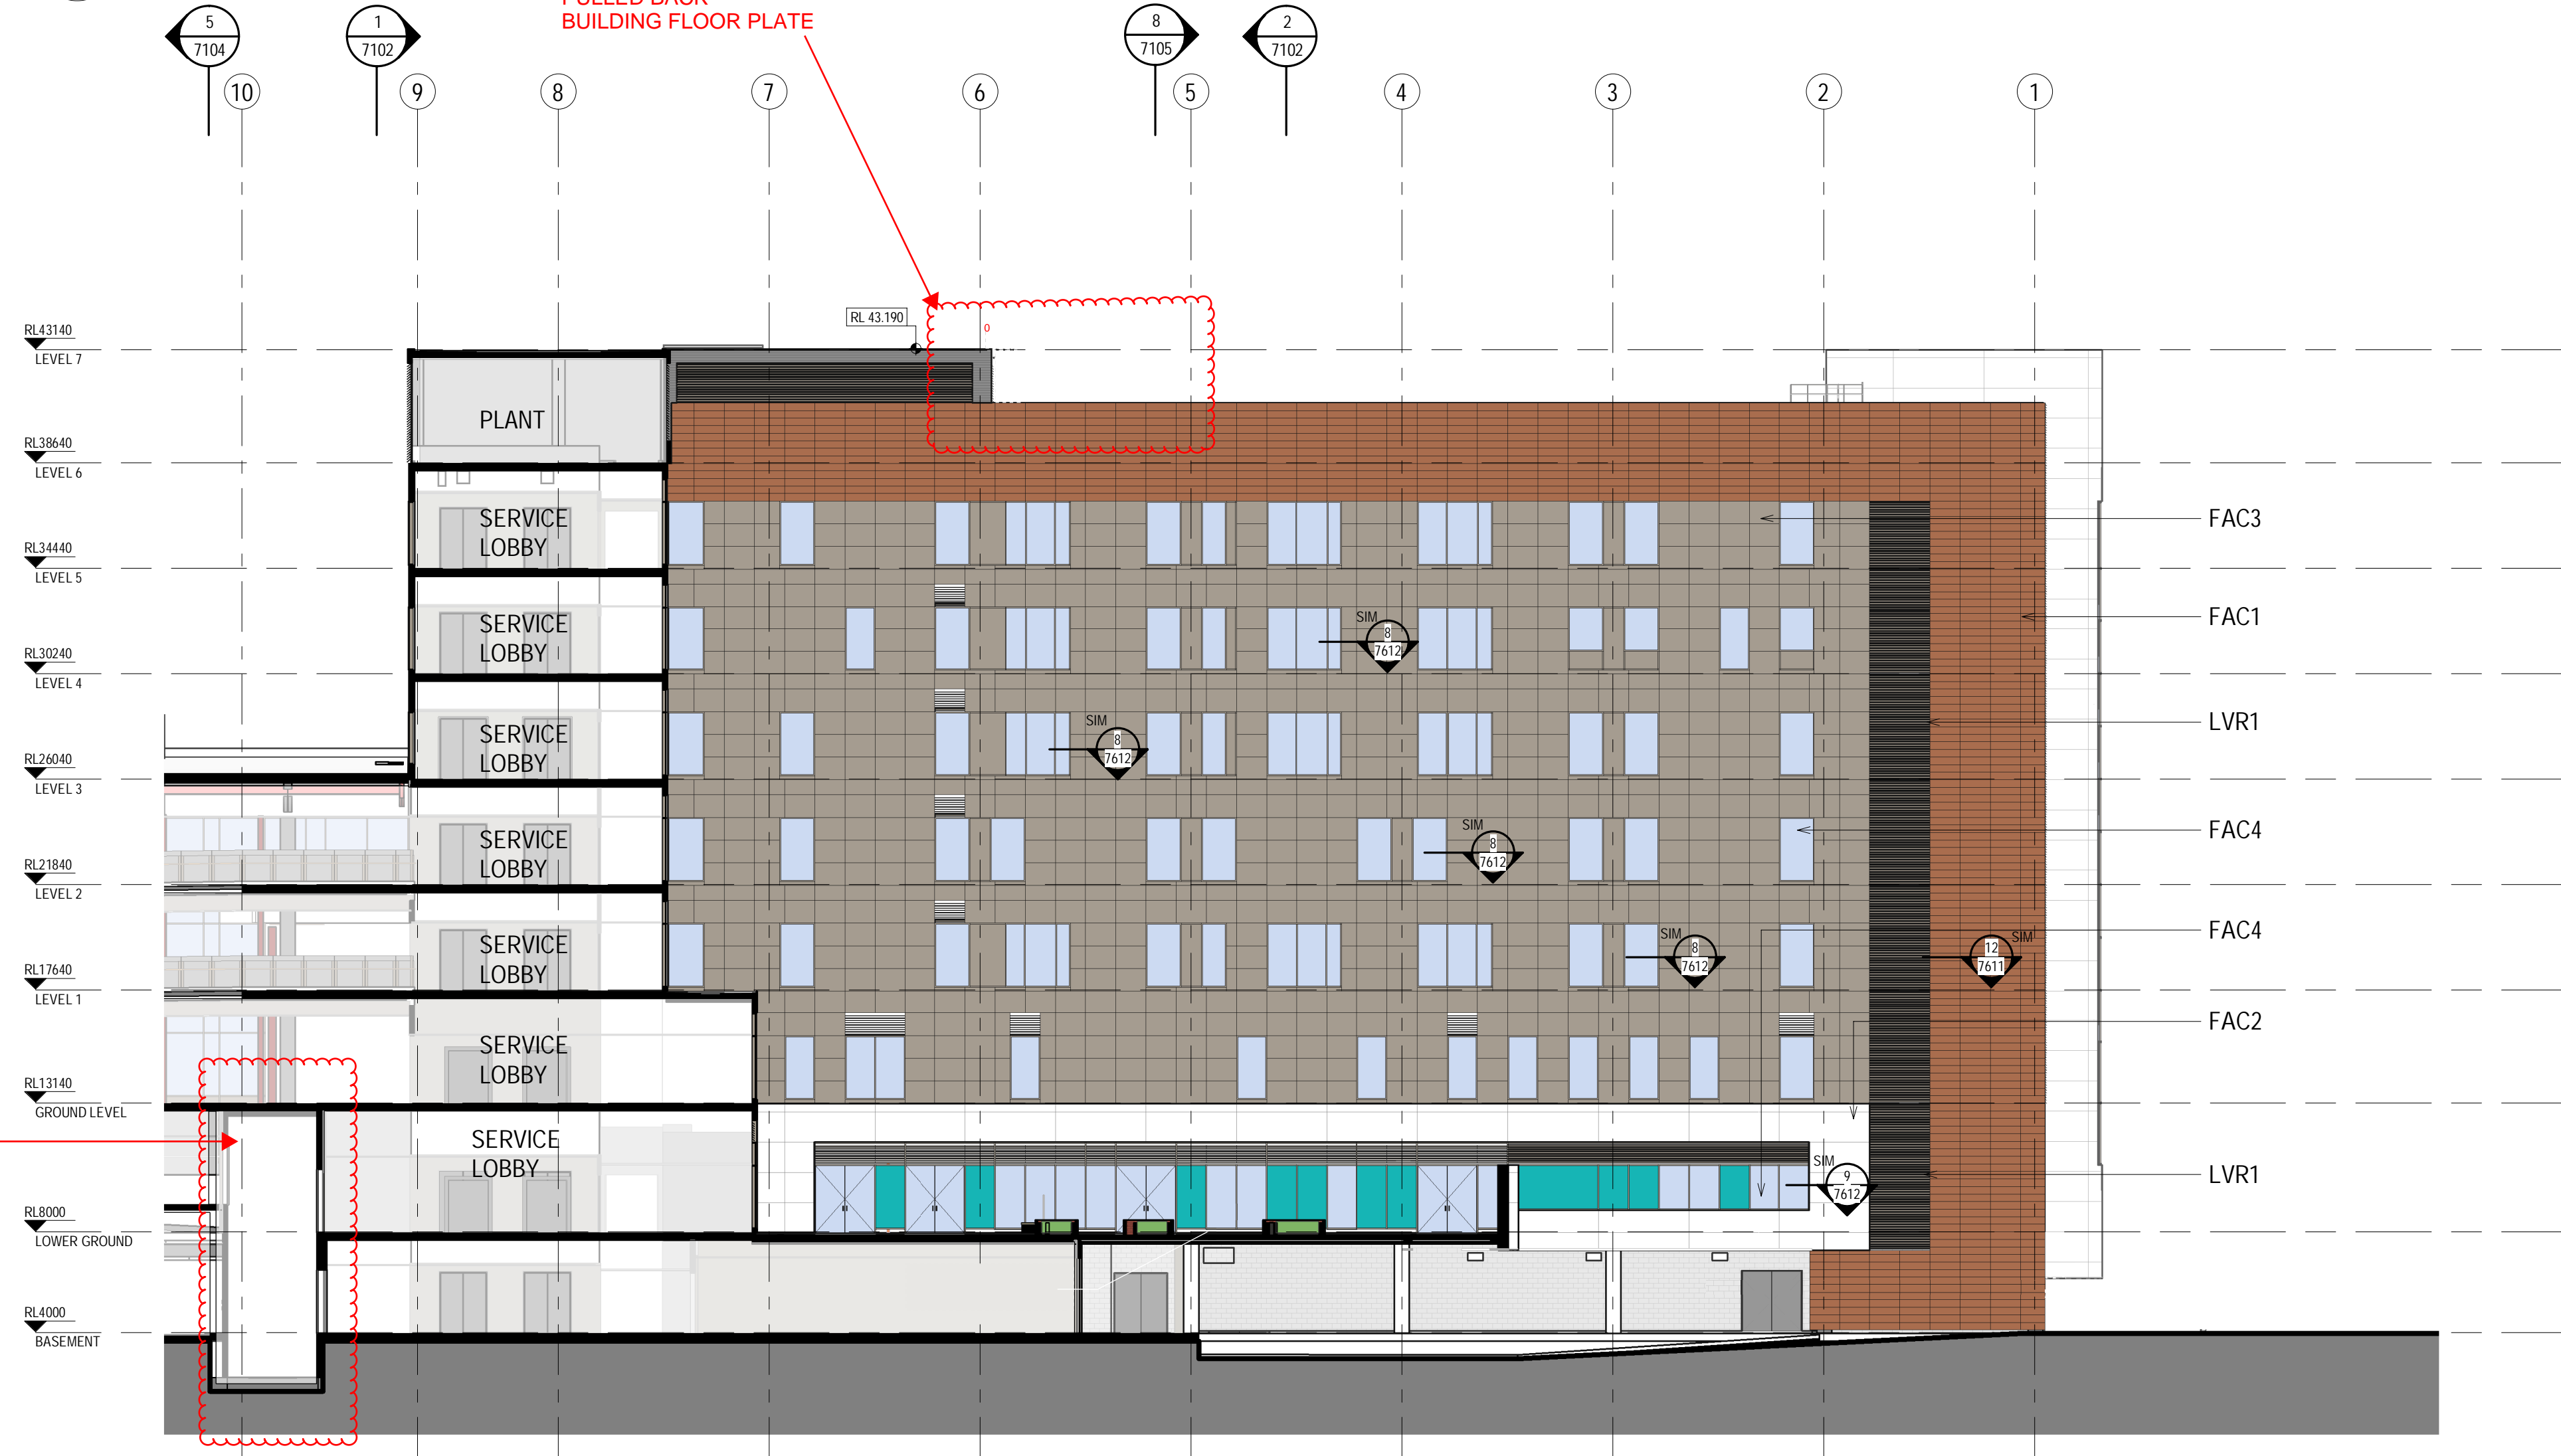 PULLED BACK
BUILDING FLOOR PLATE
5
7104
1
7102
8
7105
2
7102
10
9
8
7
6
5
4
3
2
1
RL 43.190
0
RL43140
LEVEL 7
PLANT
RL38640
LEVEL 6
SERVICE
LOBBY
FAC3
RL34440
LEVEL 5
SERVICE
LOBBY
SIM
8
7612
FAC1
RL30240
LEVEL 4
SERVICE
LOBBY
SIM
8
7612
LVR1
RL26040
LEVEL 3
SERVICE
LOBBY
SIM
8
7612
FAC4
RL21840
LEVEL 2
SERVICE
LOBBY
SIM
8
7612
12
7611
SIM
FAC4
RL17640
LEVEL 1
SERVICE
LOBBY
FAC2
RL13140
GROUND LEVEL
SERVICE
LOBBY
SIM
9
7612
LVR1
RL8000
LOWER GROUND
RL4000
BASEMENT